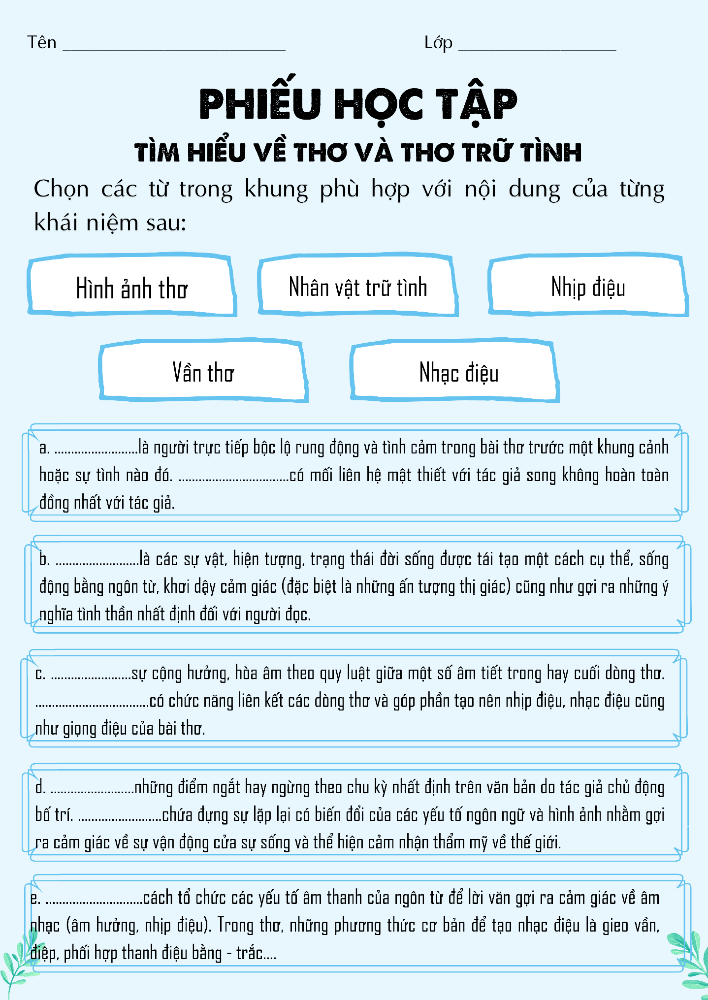 Tên ________________________ Lớp _________________
PHIẾU HỌC TẬP
TÌM HIỂU VỀ THƠ VÀ THƠ TRỮ TÌNH
Chọn các từ trong khung phù hợp với nội dung của từng
khái niệm sau:
Hình ảnh thơ
Nhân vật trữ tình
Nhịp điệu
Vần thơ
Nhạc điệu
a. .........................là người trực tiếp bộc lộ rung động và tình cảm trong bài thơ trước một khung cảnh
hoặc sự tình nào đó. .................................có mối liên hệ mật thiết với tác giả song không hoàn toàn
đồng nhất với tác giả.
b. .........................là các sự vật, hiện tượng, trạng thái đời sống được tái tạo một cách cụ thể, sống
động bằng ngôn từ, khơi dậy cảm giác (đặc biệt là những ấn tượng thị giác) cũng như gợi ra những ý
nghĩa tình thần nhất định đối với người đọc.
c. ........................sự cộng hưởng, hòa âm theo quy luật giữa một số âm tiết trong hay cuối dòng thơ.
..................................có chức năng liên kết các dòng thơ và góp phần tạo nên nhịp điệu, nhạc điệu cũng
như giọng điệu của bài thơ.
d. .........................những điểm ngắt hay ngừng theo chu kỳ nhất định trên văn bản do tác giả chủ động
bố trí. .........................chứa đựng sự lặp lại có biến đổi của các yếu tố ngôn ngữ và hình ảnh nhằm gợi
ra cảm giác về sự vận động cửa sự sống và thể hiện cảm nhận thẩm mỹ về thế giới.
e. .............................cách tổ chức các yếu tố âm thanh của ngôn từ để lời văn gợi ra cảm giác về âm
nhạc (âm hưởng, nhịp điệu). Trong thơ, những phương thức cơ bản để tạo nhạc điệu là gieo vần,
điệp, phối hợp thanh điệu bằng - trắc....